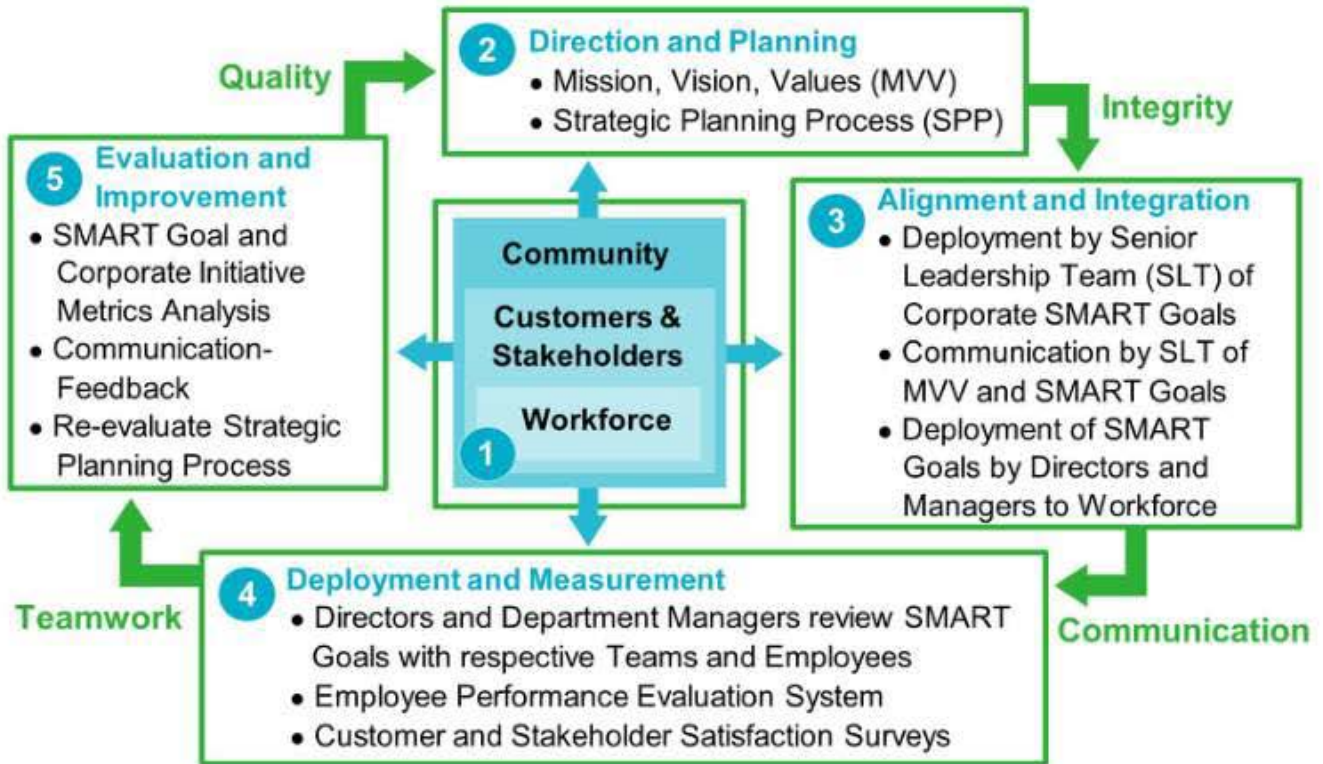 2 Direction and Planning
• Mission, Vision, Values (MVV)
• Strategic Planning Process (SPP)
Quality
Integrity
5 Evaluation and
Improvement
• SMART Goal and
Corporate Initiative
Metrics Analysis
• Communication-
Feedback
• Re-evaluate Strategic
Planning Process
Community
Customers &
Stakeholders
Workforce
1
3 Alignment and Integration
• Deployment by Senior
Leadership Team (SLT) of
Corporate SMART Goals
• Communication by SLT of
MVV and SMART Goals
• Deployment of SMART
Goals by Directors and
Managers to Workforce
Teamwork
4 Deployment and Measurement
• Directors and Department Managers review SMART
Goals with respective Teams and Employees
• Employee Performance Evaluation System
• Customer and Stakeholder Satisfaction Surveys
Communication